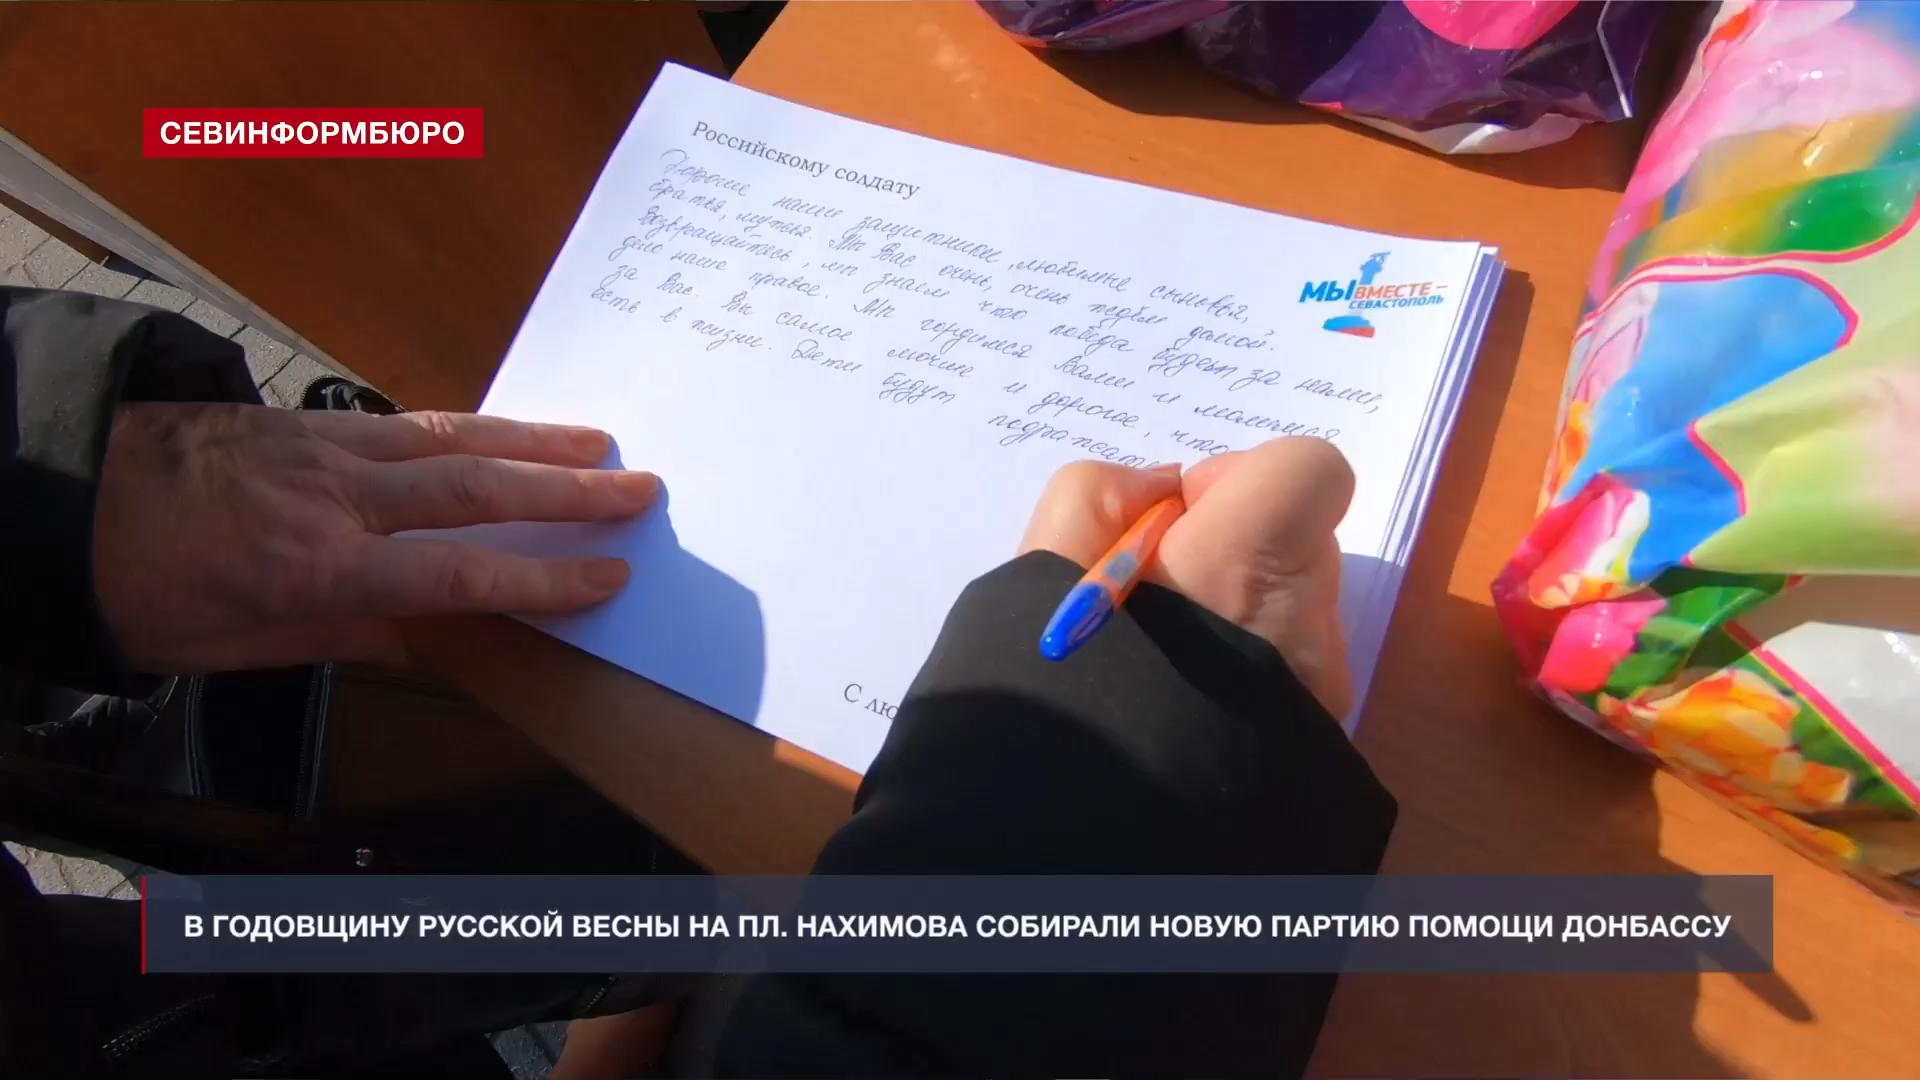 СЕВИНФОРМБЮРО
Российскому солдату
Дорогие наши защитники, любимые сыновья,
братья, мужья. Мы Вас очень, очень ждём домой.
Возвращайтесь, мы знаем что победа будет за нами,
дело наше правое. Мы гордимся Вами и молимся
за Вас. Вы самое лючше и дорогое, что
есть в жизни. Дети будут подражать
МЫ ВМЕСТЕ –
СЕВАСТОПОЛЬ
С лю
В ГОДОВЩИНУ РУССКОЙ ВЕСНЫ НА ПЛ. НАХИМОВА СОБИРАЛИ НОВУЮ ПАРТИЮ ПОМОЩИ ДОНБАССУ